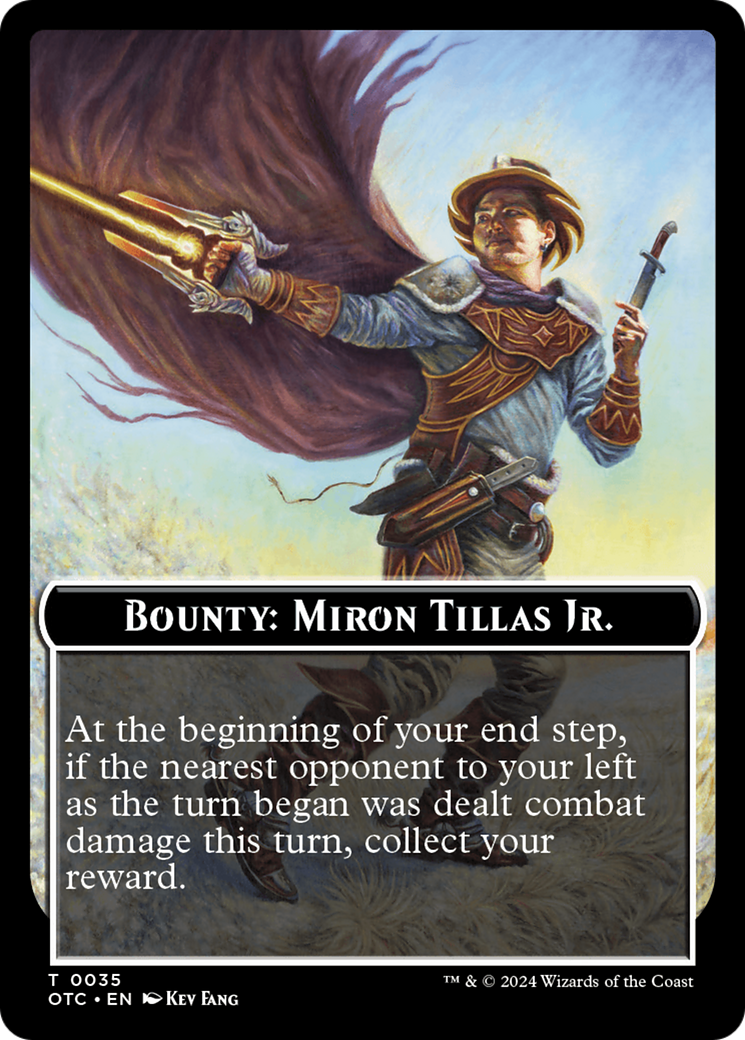 Bounty: Miron Tillas Jr.
At the beginning of your end step,
if the nearest opponent to your left
as the turn began was dealt combat
damage this turn, collect your
reward.
T 0035
OTC • EN Kev Fang
™ & © 2024 Wizards of the Coast